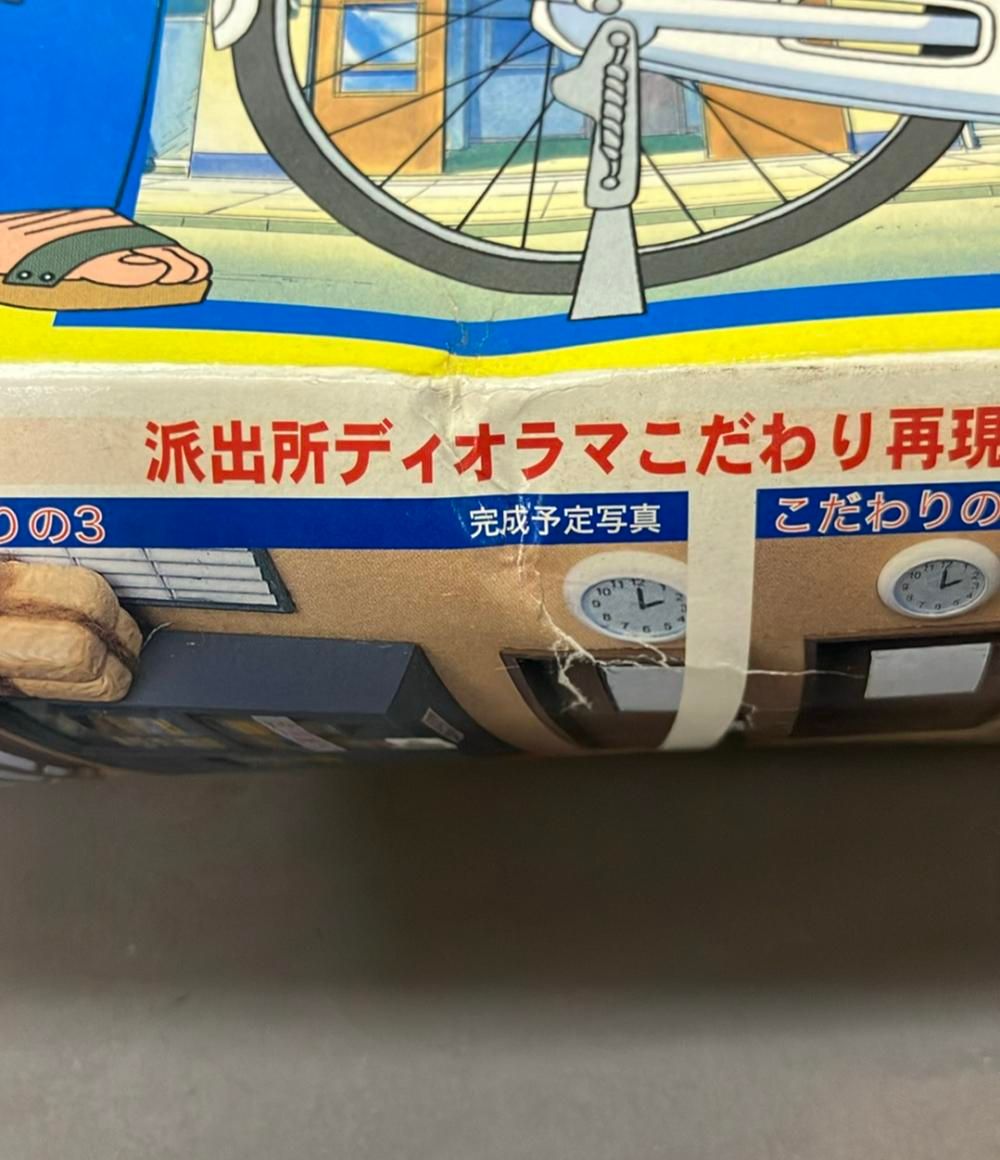 派出所ディオラマこだわり再現
りの3
完成予定写真
こだわりの